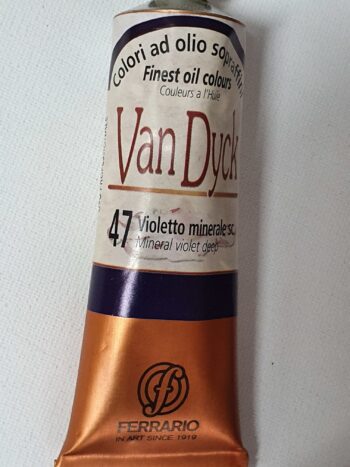 Colori ad olio sopraffini
Finest oil colours
Couleurs a l'Huile
Van Dyck
47 Violetto minerale sc.
Mineral violet deep
FERRARIO
IN ART SINCE 1919